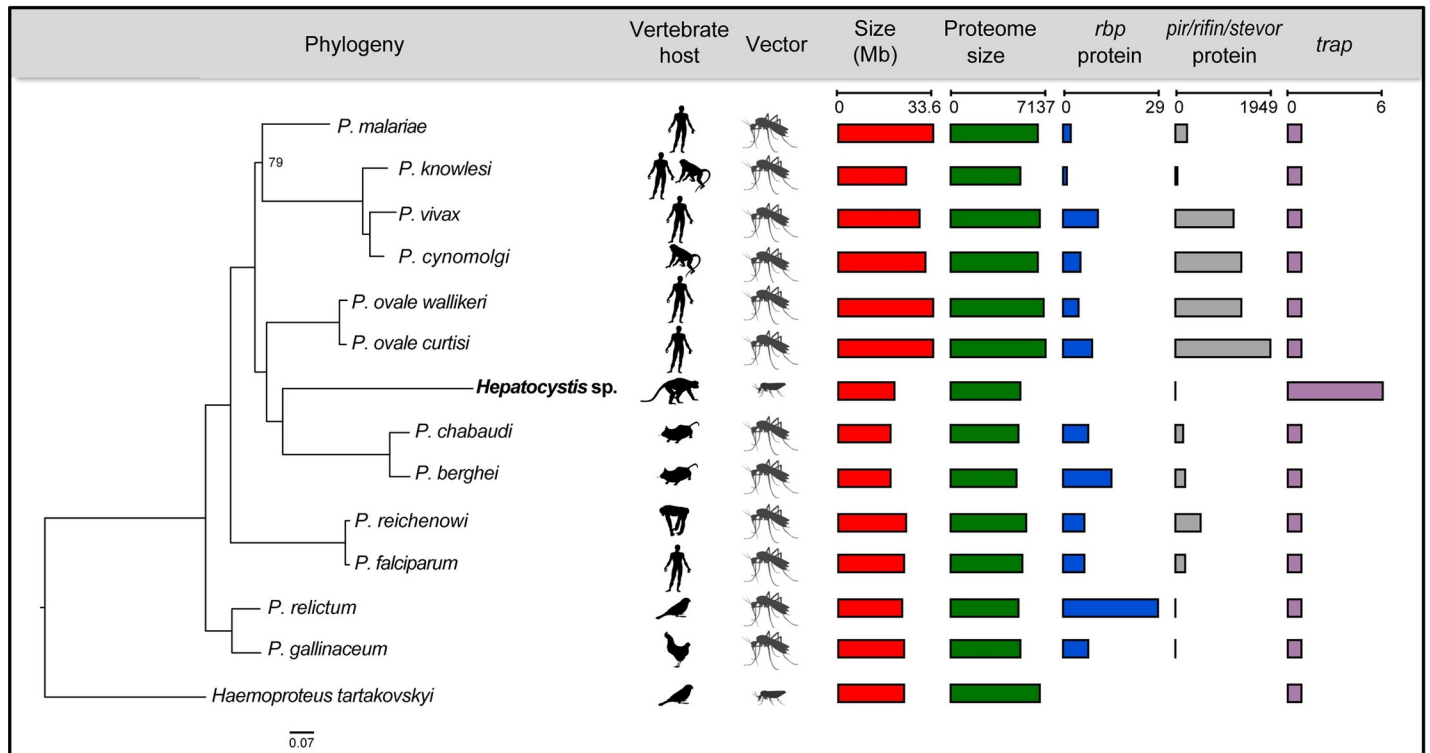 Phylogeny
Vertebrate
host
Vector
Size
(Mb)
Proteome
size
rbp
protein
pir/rifin/stevor
protein
trap
0 33.6
0 7137
0 29
0 1949
0 6
P. malariae
79
P. knowlesi
P. vivax
P. cynomolgi
P. ovale wallikeri
P. ovale curtisi
Hepatocystis sp.
P. chabaudi
P. berghei
P. reichenowi
P. falciparum
P. relictum
P. gallinaceum
Haemoproteus tartakovskyi
0.07